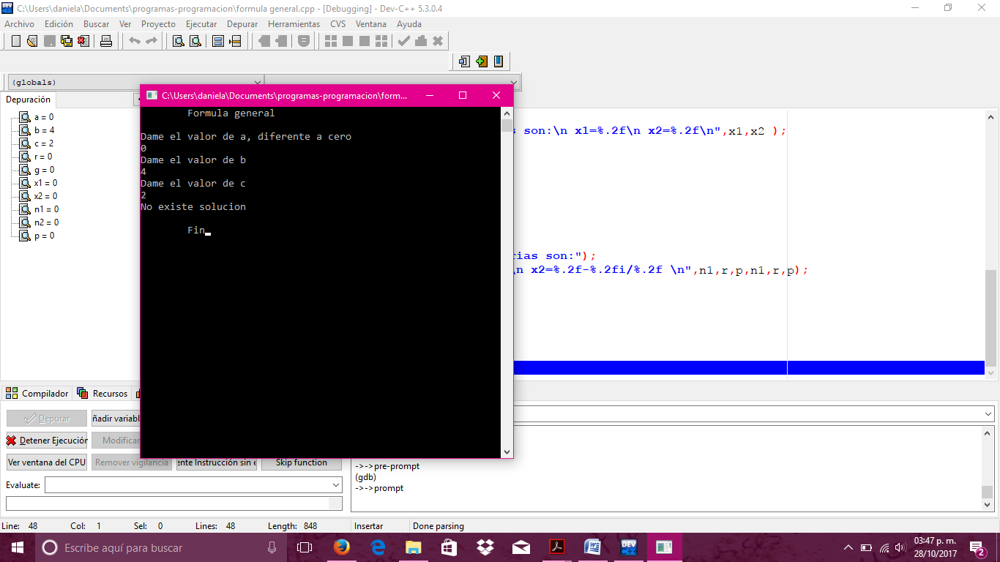 C:\Users\daniela\Documents\programas-programacion\formula general.cpp - [Debugging] - Dev-C++ 5.3.0.4
Archivo Edición Buscar Ver Proyecto Ejecutar Depurar Herramientas CVS Ventana Ayuda
(globals)
Depuración
a = 0
b = 4
c = 2
r = 0
g = 0
x1 = 0
x2 = 0
n1 = 0
n2 = 0
p = 0
C:\Users\daniela\Documents\programas-programacion\form...
Formula general
Dame el valor de a, diferente a cero
0
Dame el valor de b
4
Dame el valor de c
2
No existe solucion
Fin
s son:\n x1=%.2f\n x2=%.2f\n",x1,x2 );
rias son:");
\n x2=%.2f-%.2fi/%.2f \n",n1,r,p,n1,r,p);
Compilador Recursos
Depurar ñadir variabl
Detener Ejecución Modificar
Ver ventana del CPU Remover vigilancia ente Instrucción sin e Skip function
Evaluate:
->->pre-prompt
(gdb)
->->prompt
Line: 48 Col: 1 Sel: 0 Lines: 48 Length: 848 Insertar Done parsing
Escribe aquí para buscar
DEV
03:47 p. m.
28/10/2017
2